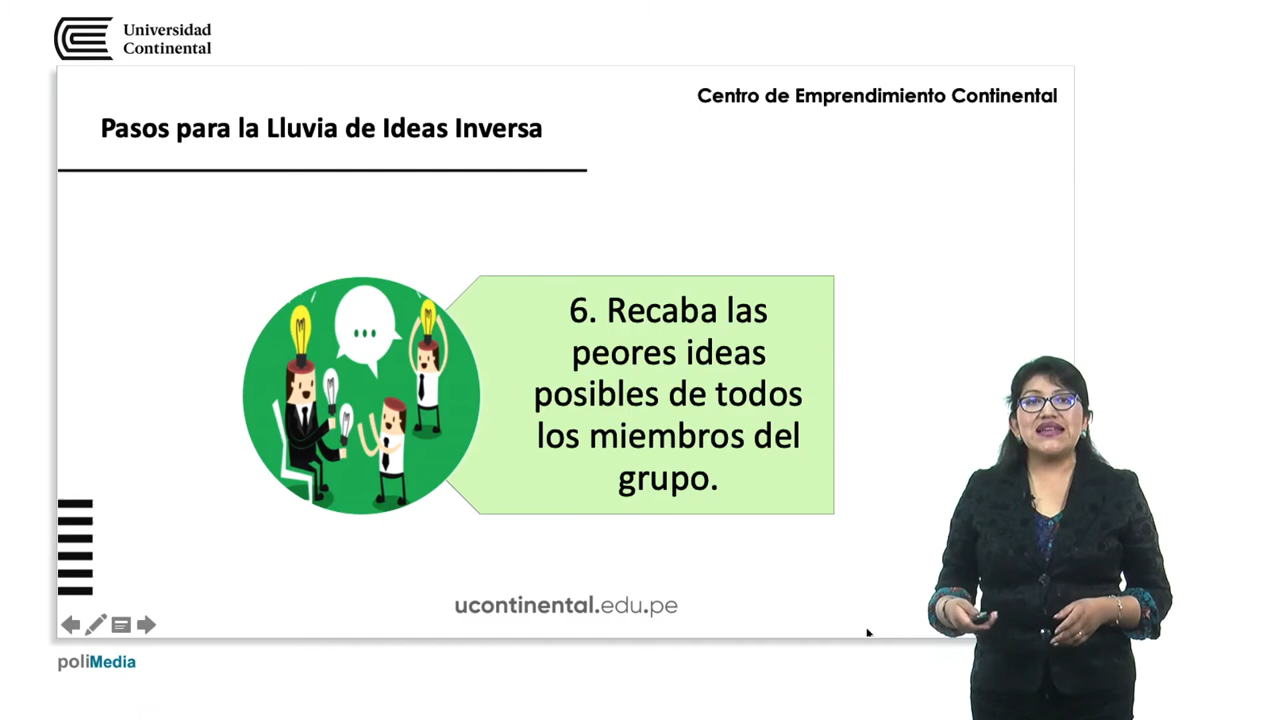 Universidad
Continental
Centro de Emprendimiento Continental
Pasos para la Lluvia de Ideas Inversa
6. Recaba las
peores ideas
posibles de todos
los miembros del
grupo.
ucontinental.edu.pe
poliMedia